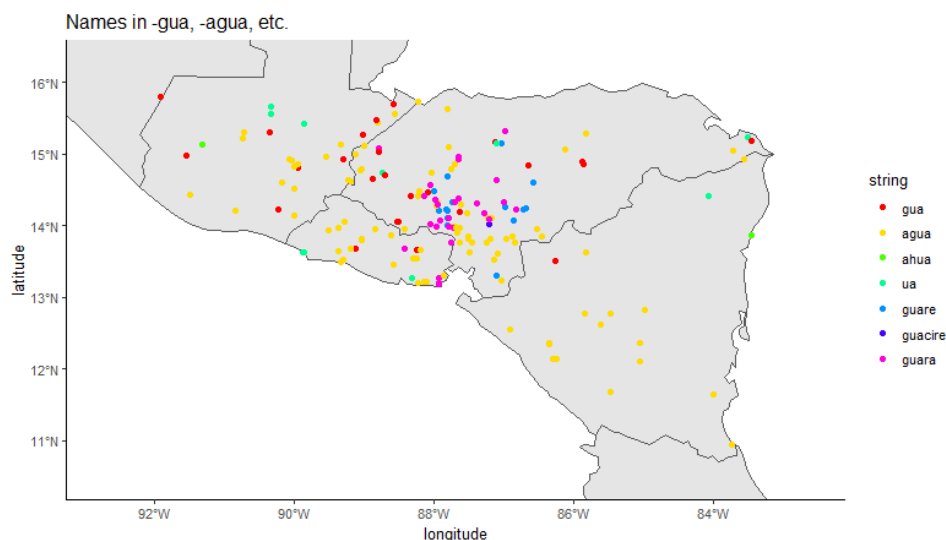 Names in -gua, -agua, etc.
16°N
15°N
14°N
13°N
12°N
11°N
latitude
92°W
90°W
88°W
86°W
84°W
longitude
string
gua
agua
ahua
ua
guare
guacire
guara